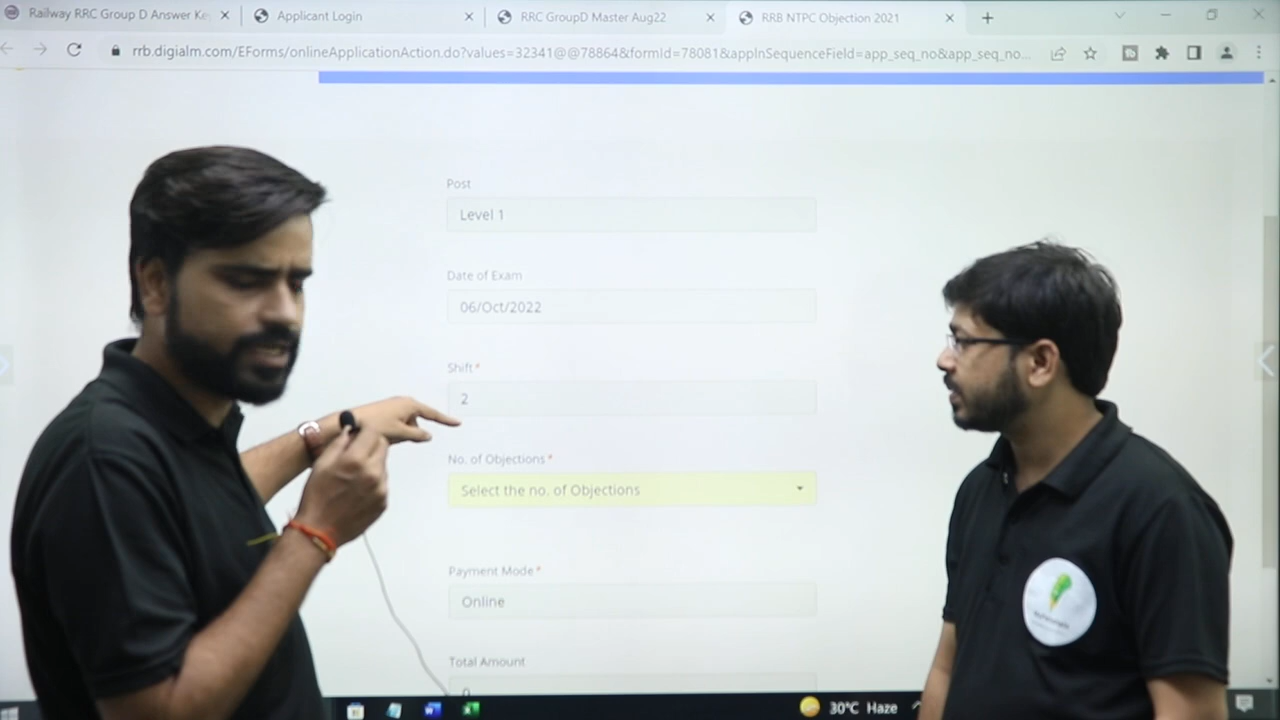 Railway RRC Group D Answer Ke
Applicant Login
RRC GroupD Master Aug22
RRB NTPC Objection 2021
rrb.digialm.com/EForms/onlineApplicationAction.do?values=32341@@78864&formId=78081&appInSequenceField=app_seq_no&app_seq_no...
Post
Level 1
Date of Exam
06/Oct/2022
Shift*
2
No. of Objections*
Select the no. of Objections
Payment Mode*
Online
Total Amount
0
30°C Haze